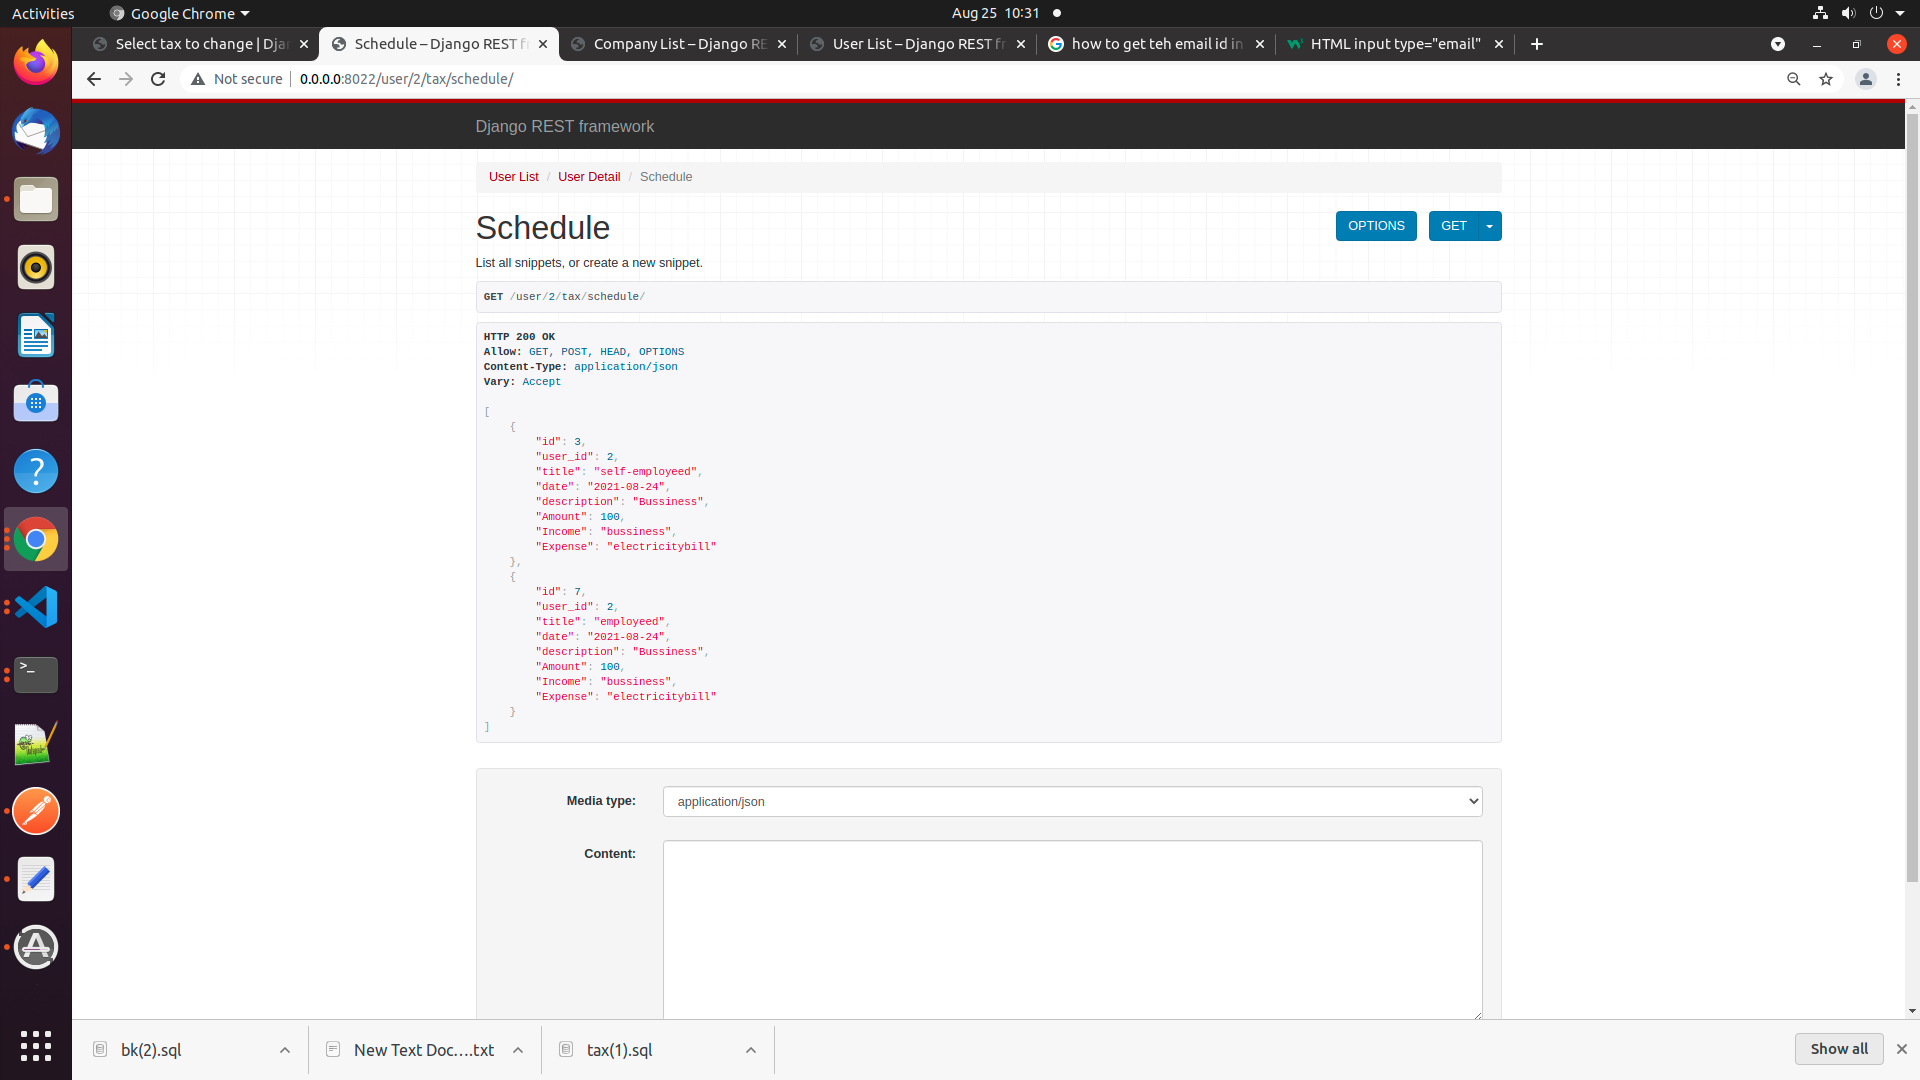 Activities
Google Chrome
Aug 25 10:31
Select tax to change | Djan
Schedule – Django REST fr
Company List – Django RE
User List – Django REST fr
how to get teh email id in
HTML input type="email"
Not secure
0.0.0.0:8022/user/2/tax/schedule/
Django REST framework
User List / User Detail / Schedule
Schedule
OPTIONS
GET
List all snippets, or create a new snippet.
GET /user/2/tax/schedule/
HTTP 200 OK
Allow: GET, POST, HEAD, OPTIONS
Content-Type: application/json
Vary: Accept
[
{
"id": 3,
"user_id": 2,
"title": "self-employeed",
"date": "2021-08-24",
"description": "Bussiness",
"Amount": 100,
"Income": "bussiness",
"Expense": "electricitybill"
},
{
"id": 7,
"user_id": 2,
"title": "employeed",
"date": "2021-08-24",
"description": "Bussiness",
"Amount": 100,
"Income": "bussiness",
"Expense": "electricitybill"
}
]
Media type:
application/json
Content:
bk(2).sql
New Text Doc....txt
tax(1).sql
Show all